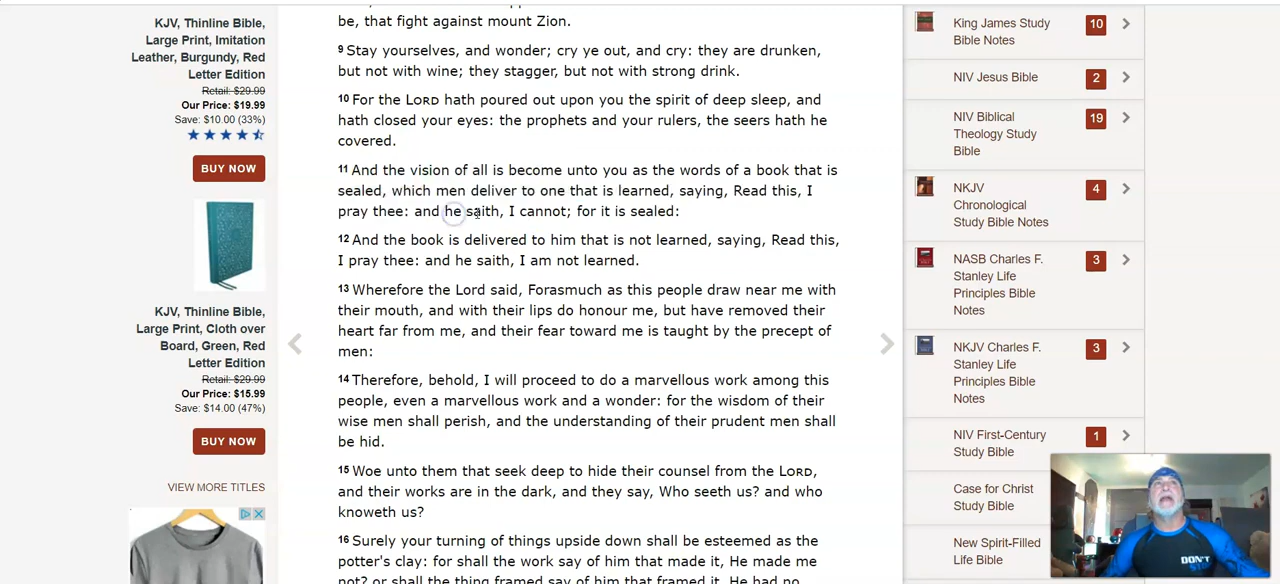 KJV, Thinline Bible,
Large Print, Imitation
Leather, Burgundy, Red
Letter Edition
Retail: $29.99
Our Price: $19.99
Save: $10.00 (33%)
BUY NOW
KJV, Thinline Bible,
Large Print, Cloth over
Board, Green, Red
Letter Edition
Retail: $29.99
Our Price: $15.99
Save: $14.00 (47%)
BUY NOW
VIEW MORE TITLES
be, that fight against mount Zion.
9 Stay yourselves, and wonder; cry ye out, and cry: they are drunken,
but not with wine; they stagger, but not with strong drink.
10 For the LORD hath poured out upon you the spirit of deep sleep, and
hath closed your eyes: the prophets and your rulers, the seers hath he
covered.
11 And the vision of all is become unto you as the words of a book that is
sealed, which men deliver to one that is learned, saying, Read this, I
pray thee: and he saith, I cannot; for it is sealed:
12 And the book is delivered to him that is not learned, saying, Read this,
I pray thee: and he saith, I am not learned.
13 Wherefore the Lord said, Forasmuch as this people draw near me with
their mouth, and with their lips do honour me, but have removed their
heart far from me, and their fear toward me is taught by the precept of
men:
14 Therefore, behold, I will proceed to do a marvellous work among this
people, even a marvellous work and a wonder: for the wisdom of their
wise men shall perish, and the understanding of their prudent men shall
be hid.
15 Woe unto them that seek deep to hide their counsel from the LORD,
and their works are in the dark, and they say, Who seeth us? and who
knoweth us?
16 Surely your turning of things upside down shall be esteemed as the
potter's clay: for shall the work say of him that made it, He made me
not? or shall the thing framed say of him that framed it, He had no
King James Study
Bible Notes
10
NIV Jesus Bible
2
NIV Biblical
Theology Study
Bible
19
NKJV
Chronological
Study Bible Notes
4
NASB Charles F.
Stanley Life
Principles Bible
Notes
3
NKJV Charles F.
Stanley Life
Principles Bible
Notes
3
NIV First-Century
Study Bible
1
Case for Christ
Study Bible
New Spirit-Filled
Life Bible
DON'T